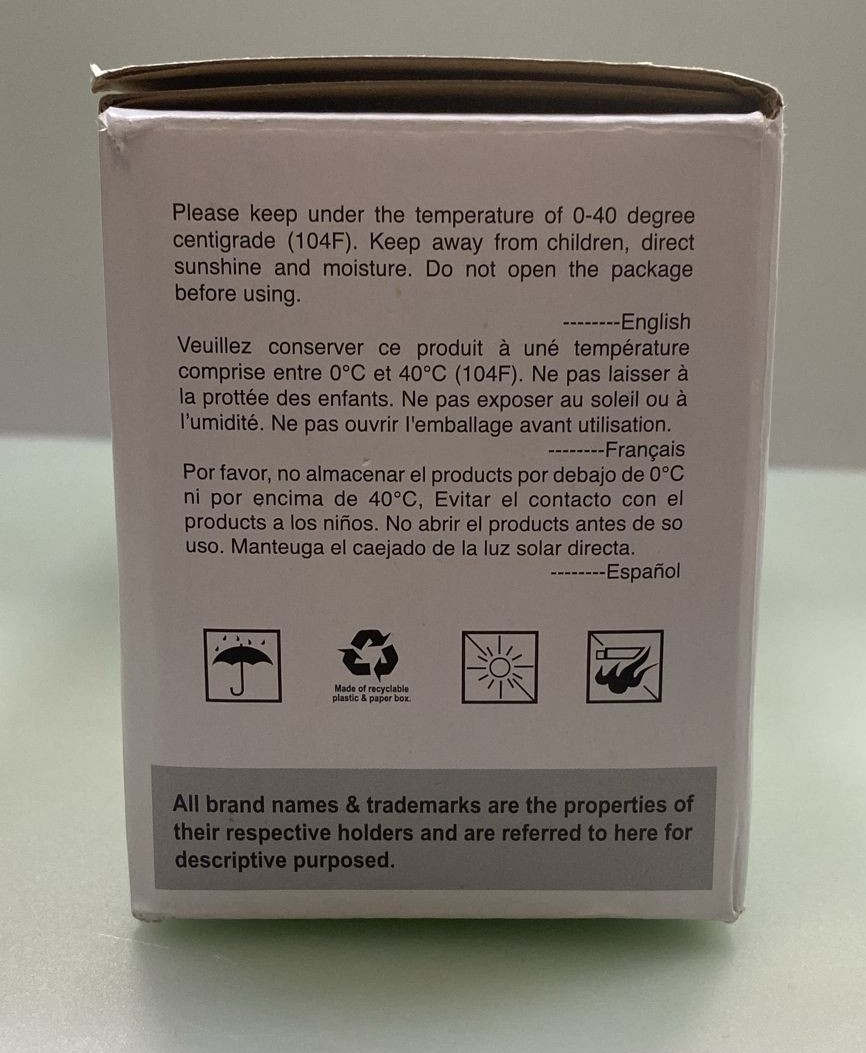 Please keep under the temperature of 0-40 degree
centigrade (104F). Keep away from children, direct
sunshine and moisture. Do not open the package
before using.
--------English
Veuillez conserver ce produit à uné température
comprise entre 0°C et 40°C (104F). Ne pas laisser à
la prottée des enfants. Ne pas exposer au soleil ou à
l'umidité. Ne pas ouvrir l'emballage avant utilisation.
--------Français
Por favor, no almacenar el products por debajo de 0°C
ni por encima de 40°C, Evitar el contacto con el
products a los niños. No abrir el products antes de so
uso. Manteuga el caejado de la luz solar directa.
--------Español
Made of recyclable
plastic & paper box.
All brand names & trademarks are the properties of
their respective holders and are referred to here for
descriptive purposed.